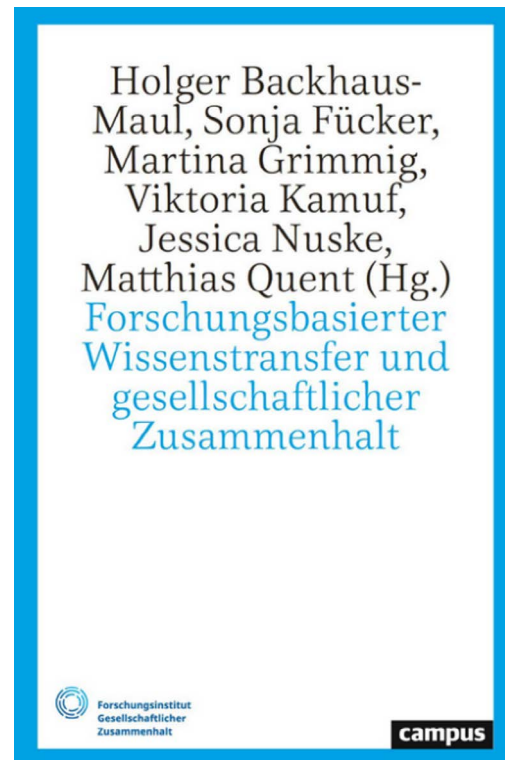 Holger Backhaus-
Maul, Sonja Fücker,
Martina Grimmig,
Viktoria Kamuf,
Jessica Nuske,
Matthias Quent (Hg.)
Forschungsbasierter
Wissenstransfer und
gesellschaftlicher
Zusammenhalt
Forschungsinstitut
Gesellschaftlicher
Zusammenhalt
campus